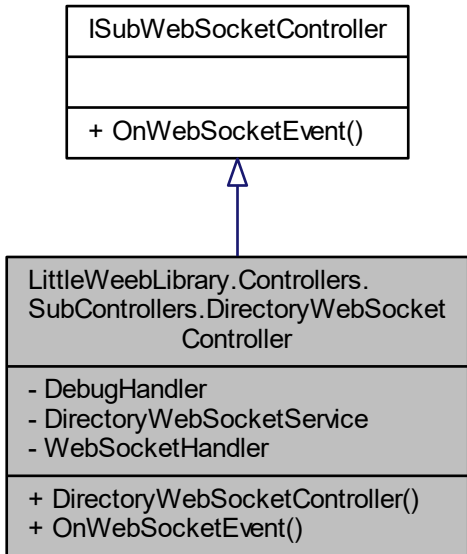 ISubWebSocketController
+ OnWebSocketEvent()
LittleWeebLibrary.Controllers.
SubControllers.DirectoryWebSocket
Controller
- DebugHandler
- DirectoryWebSocketService
- WebSocketHandler
+ DirectoryWebSocketController()
+ OnWebSocketEvent()